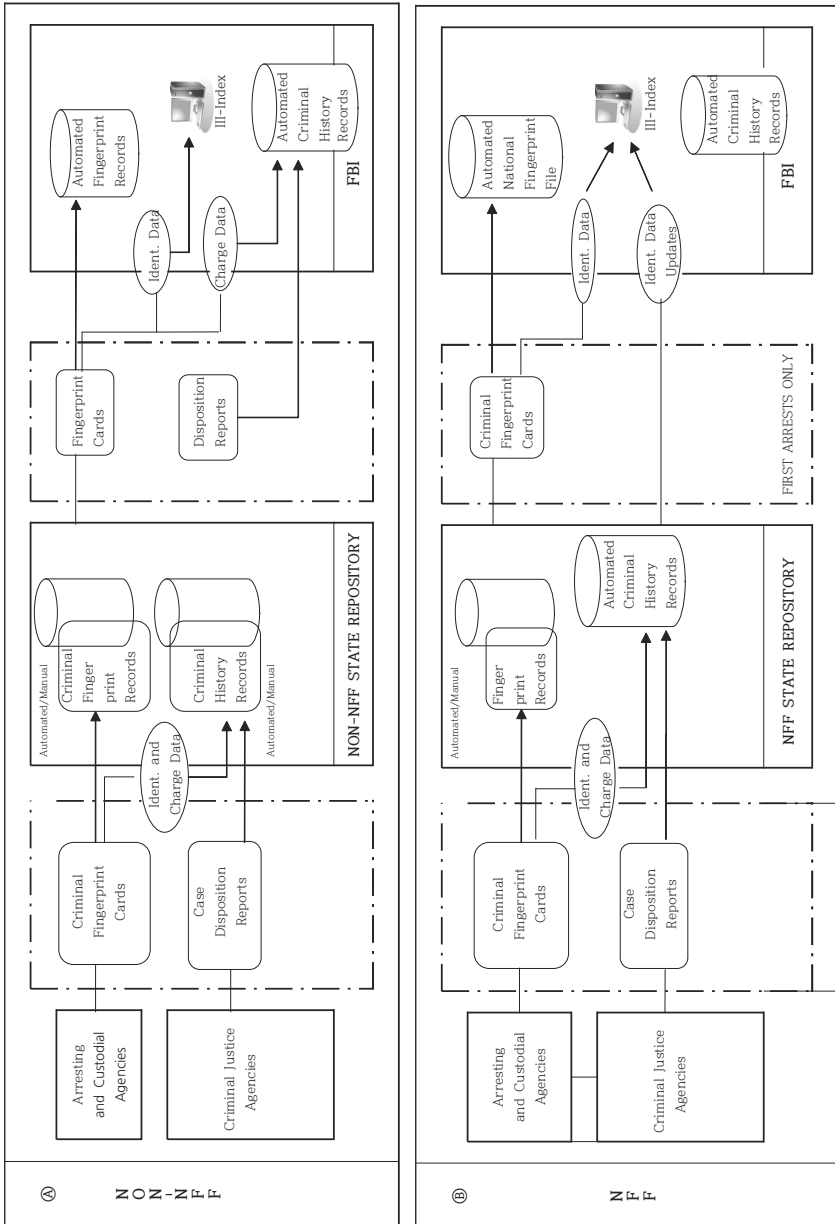 Ⓐ
NON-NFF
Arresting
and Custodial
Agencies
Criminal Justice
Agencies
Criminal
Fingerprint
Cards
Case
Disposition
Reports
Ident. and
Charge Data
Automated/Manual
Criminal
Finger
print
Records
Criminal
History
Records
Automated/Manual
NON-NFF STATE REPOSITORY
Fingerprint
Cards
Disposition
Reports
Ident. Data
Charge Data
Automated
Fingerprint
Records
III-Index
Automated
Criminal
History
Records
FBI
Ⓑ
NFF
Arresting
and Custodial
Agencies
Criminal Justice
Agencies
Criminal
Fingerprint
Cards
Case
Disposition
Reports
Ident. and
Charge Data
Automated/Manual
Finger
print
Records
Automated
Criminal
History
Records
NFF STATE REPOSITORY
Criminal
Fingerprint
Cards
FIRST ARRESTS ONLY
Ident. Data
Ident. Data
Updates
Automated
National
Fingerprint
File
III-Index
Automated
Criminal
History
Records
FBI